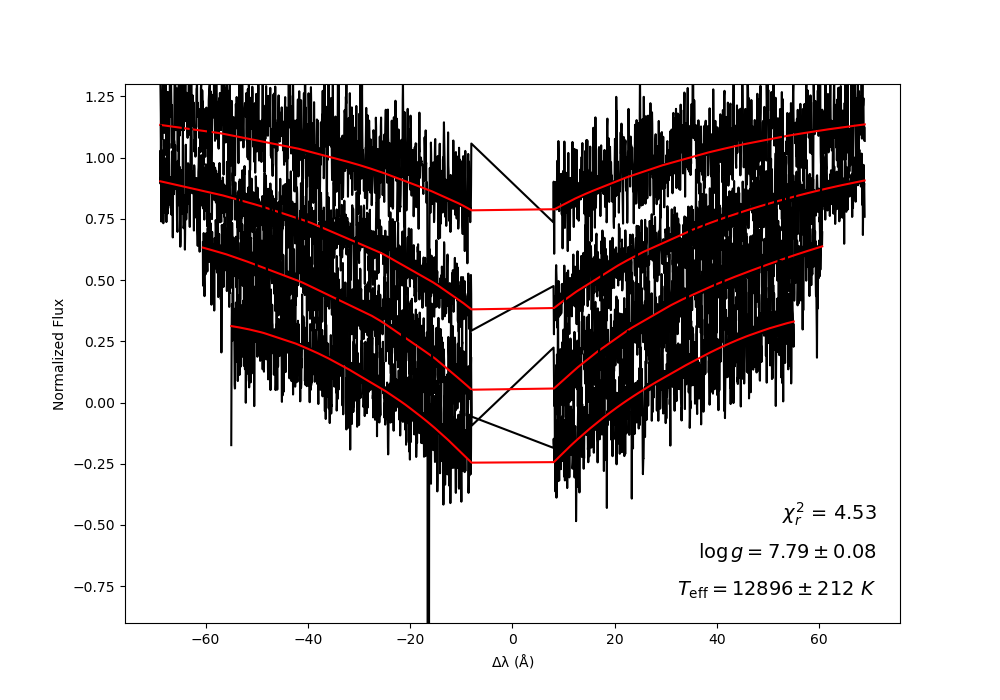 1.25
1.00
0.75
0.50
0.25
0.00
−0.25
−0.50
−0.75
Normalized Flux
χ²ᵣ = 4.53
log g = 7.79 ± 0.08
T_eff = 12896 ± 212 K
−60 −40 −20 0 20 40 60
Δλ (Å)